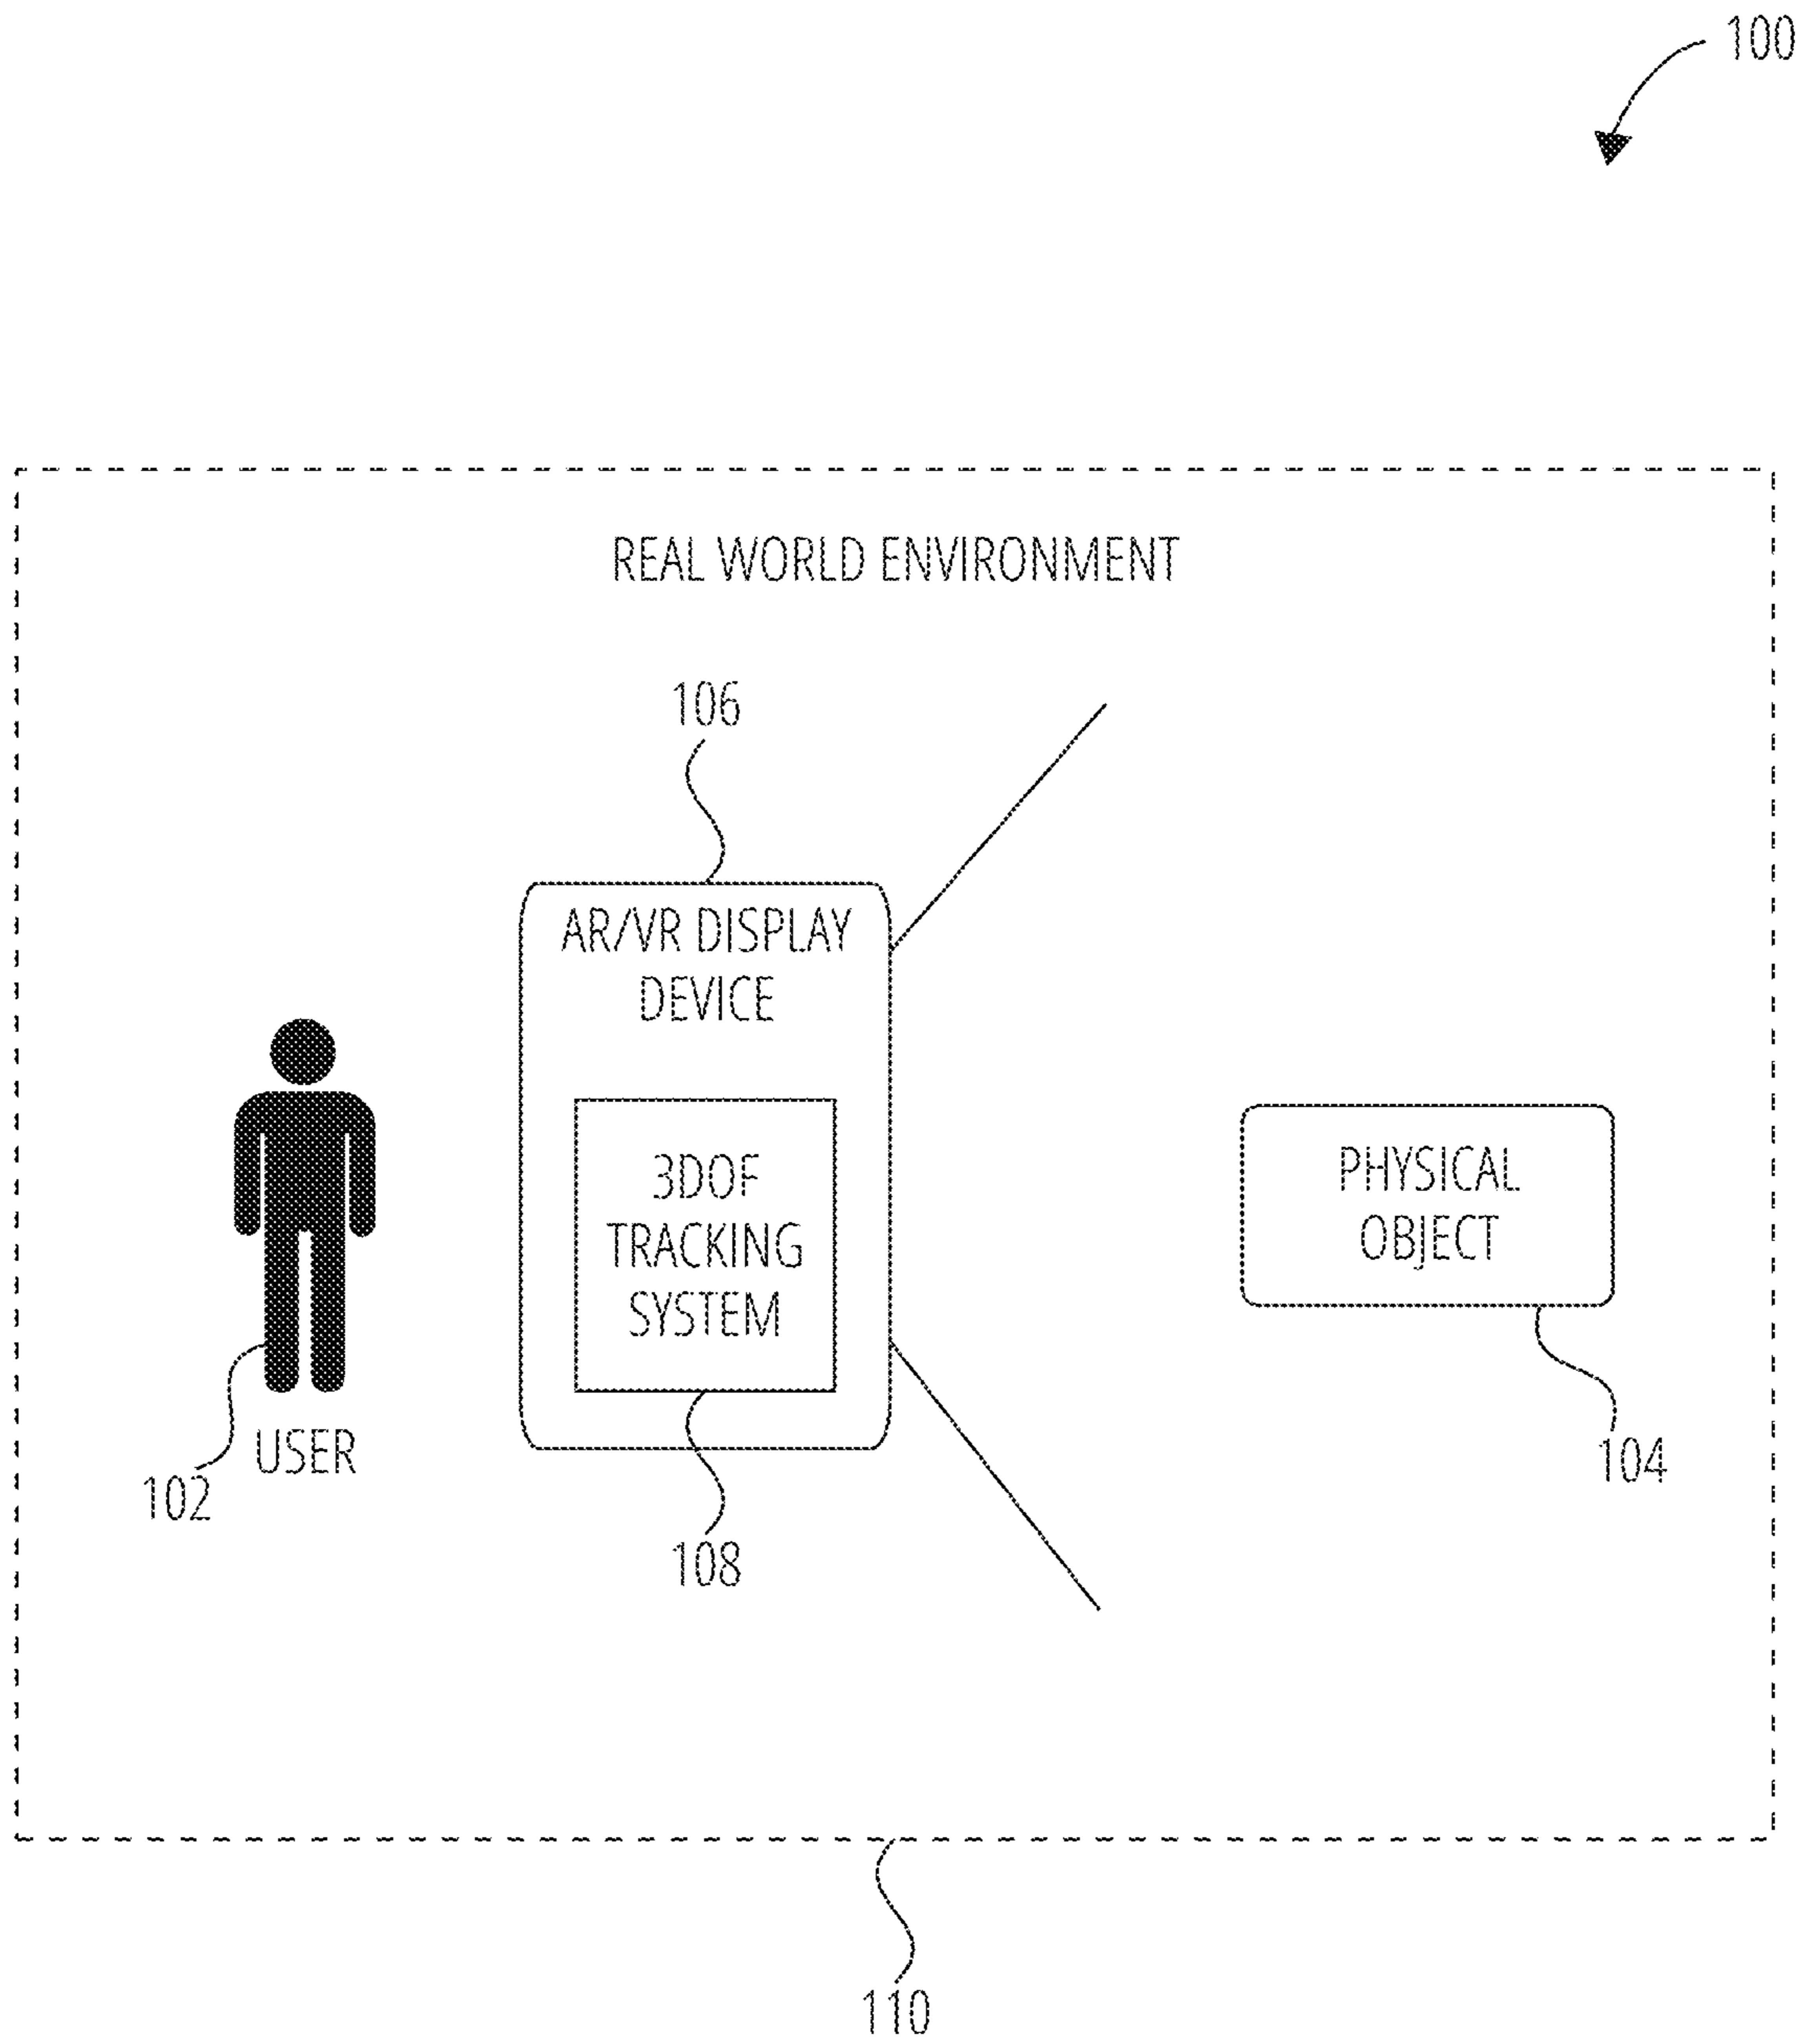 100
REAL WORLD ENVIRONMENT
106
AR/VR DISPLAY
DEVICE
3DOF
TRACKING
SYSTEM
PHYSICAL
OBJECT
USER
102
104
108
110